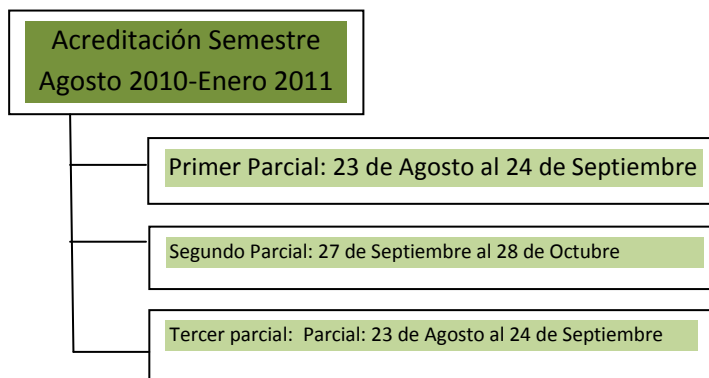 Acreditación Semestre
Agosto 2010-Enero 2011
Primer Parcial: 23 de Agosto al 24 de Septiembre
Segundo Parcial: 27 de Septiembre al 28 de Octubre
Tercer parcial:  Parcial: 23 de Agosto al 24 de Septiembre